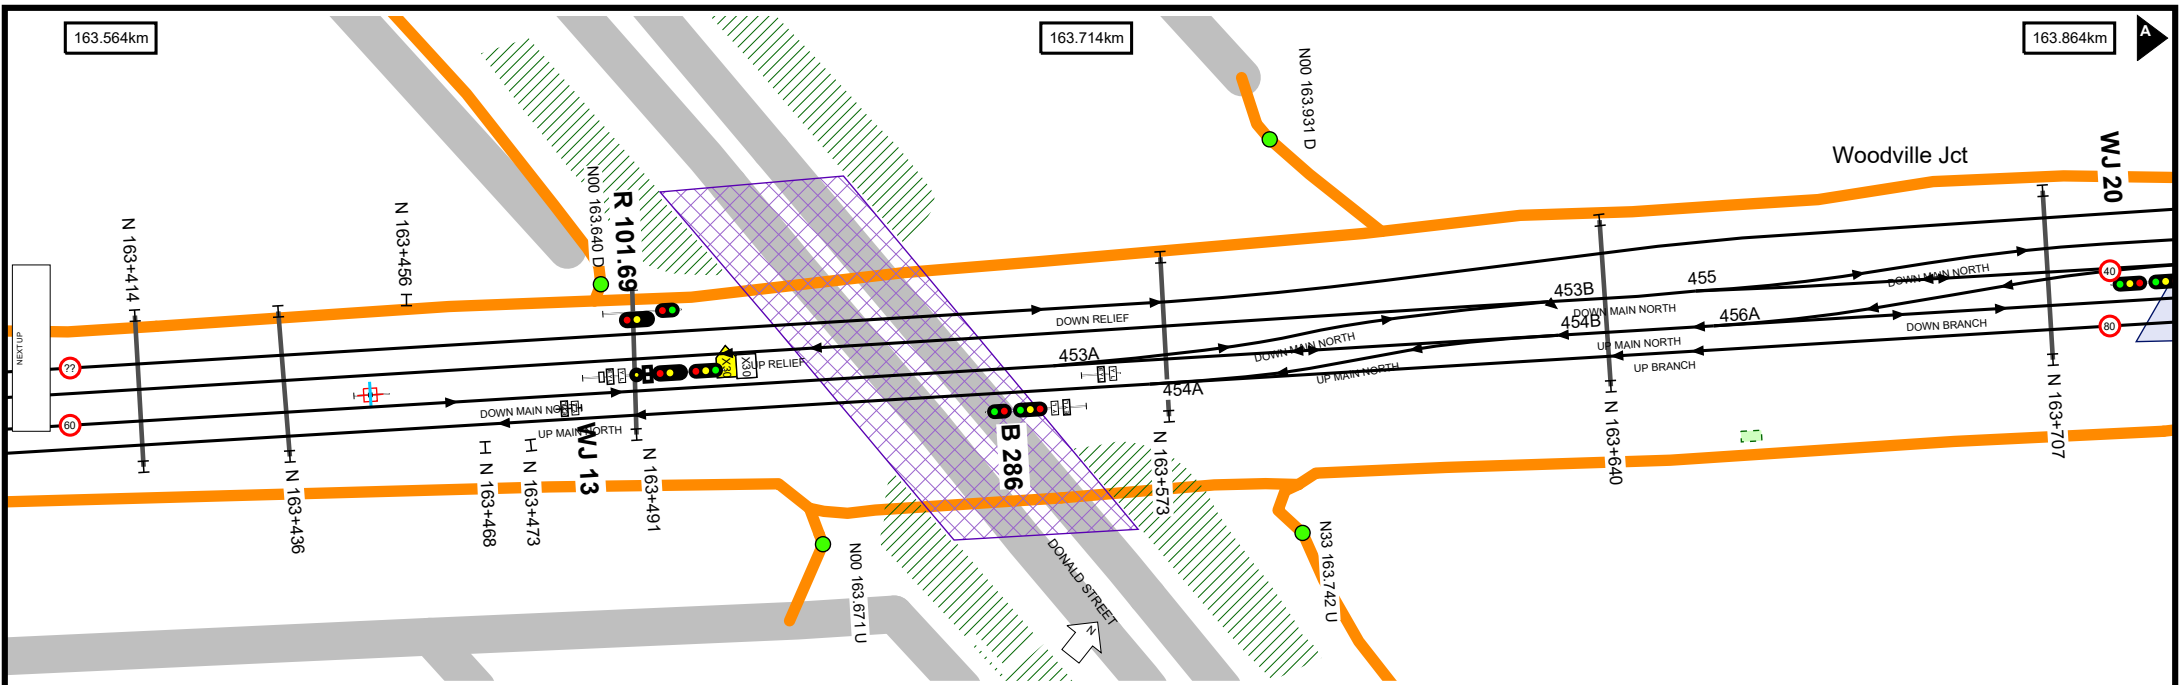 163.564km
163.714km
163.864km
A
N00 163.931 D
Woodville Jct
WJ 20
N 163+414
N 163+456
N00 163.640 D
R 101.69
NEXT UP
??
60
40
80
DOWN RELIEF
UP RELIEF
X30
X30
DOWN MAIN NORTH
UP MAIN NORTH
453A
DOWN MAIN NORTH
UP MAIN NORTH
454A
453B
DOWN MAIN NORTH
454B
455
DOWN MAIN NORTH
456A
UP MAIN NORTH
DOWN BRANCH
UP BRANCH
WJ 13
B 286
N 163+436
N 163+468
N 163+473
N 163+491
N 163+573
N 163+640
N 163+707
N00 163.671 U
N33 163.742 U
DONALD STREET
N